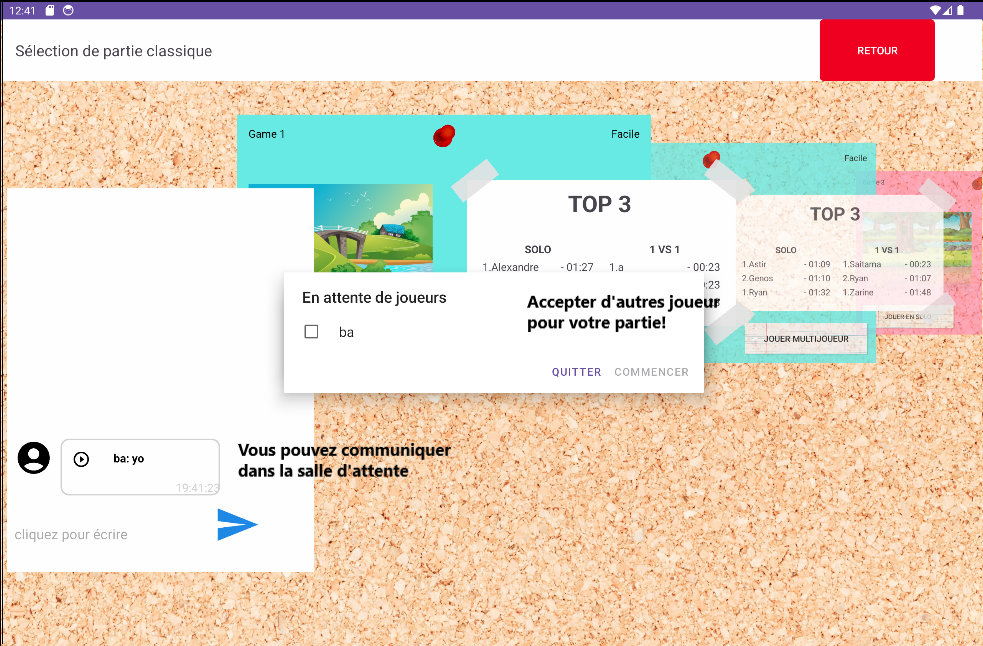 12:41
Sélection de partie classique
RETOUR
Game 1
Facile
TOP 3
SOLO 1 VS 1
1.Alexandre - 01:27 1.a - 00:23
:23
Facile
TOP 3
SOLO 1 VS 1
1.Astir - 01:09 1.Saitama - 00:23
2.Genos - 01:10 2.Ryan - 01:07
1.Ryan - 01:32 1.Zarine - 01:48
JOUER MULTIJOUEUR
JOUER EN SOLO
En attente de joueurs
ba
Accepter d'autres joueur
pour votre partie!
QUITTER COMMENCER
ba: yo
19:41:23
Vous pouvez communiquer
dans la salle d'attente
cliquez pour écrire